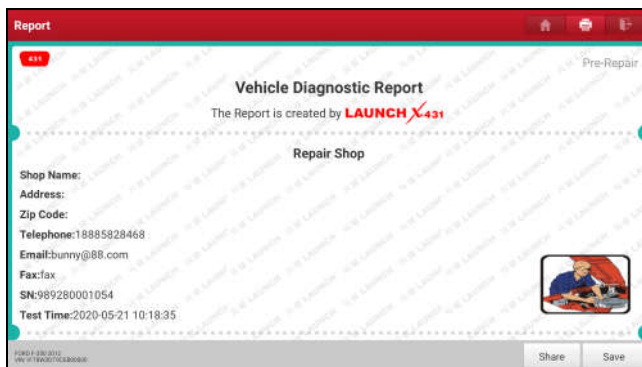 Report
431
Pre-Repair
Vehicle Diagnostic Report
The Report is created by LAUNCH X-431
Repair Shop
Shop Name:
Address:
Zip Code:
Telephone:18885828468
Email:bunny@88.com
Fax:fax
SN:989280001054
Test Time:2020-05-21 10:18:35
Share
Save